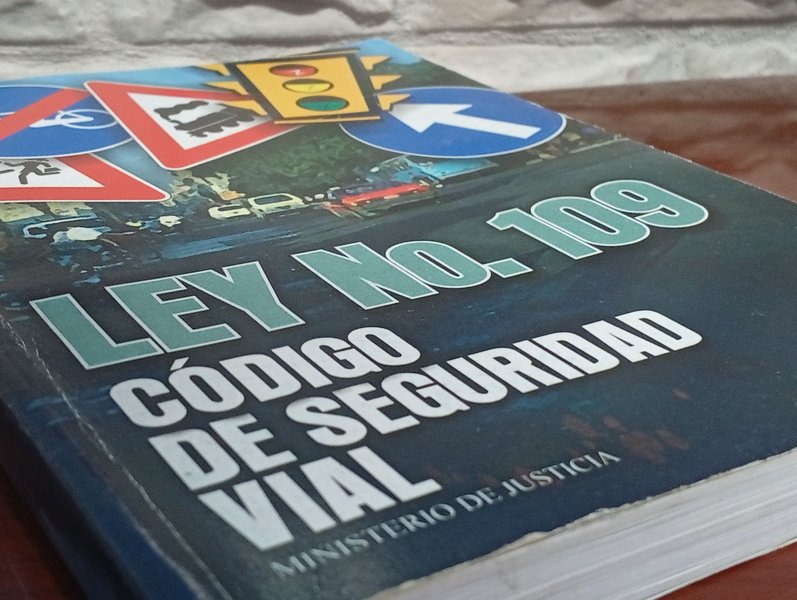 LEY No. 109
CÓDIGO
DE SEGURIDAD
VIAL
MINISTERIO DE JUSTICIA